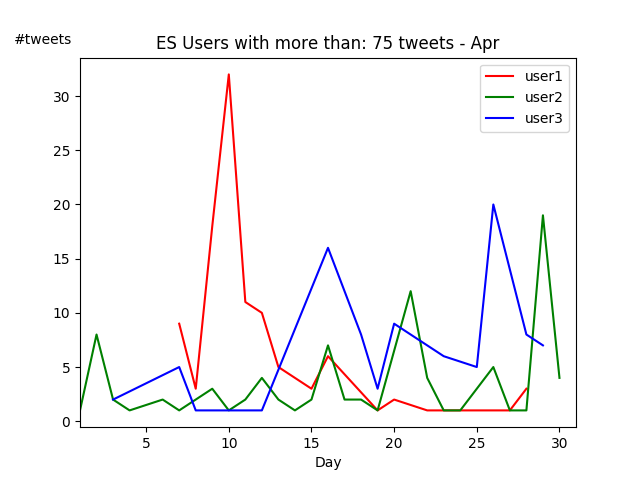 #tweets
ES Users with more than: 75 tweets - Apr
user1
user2
user3
30
25
20
15
10
5
0
5 10 15 20 25 30
Day